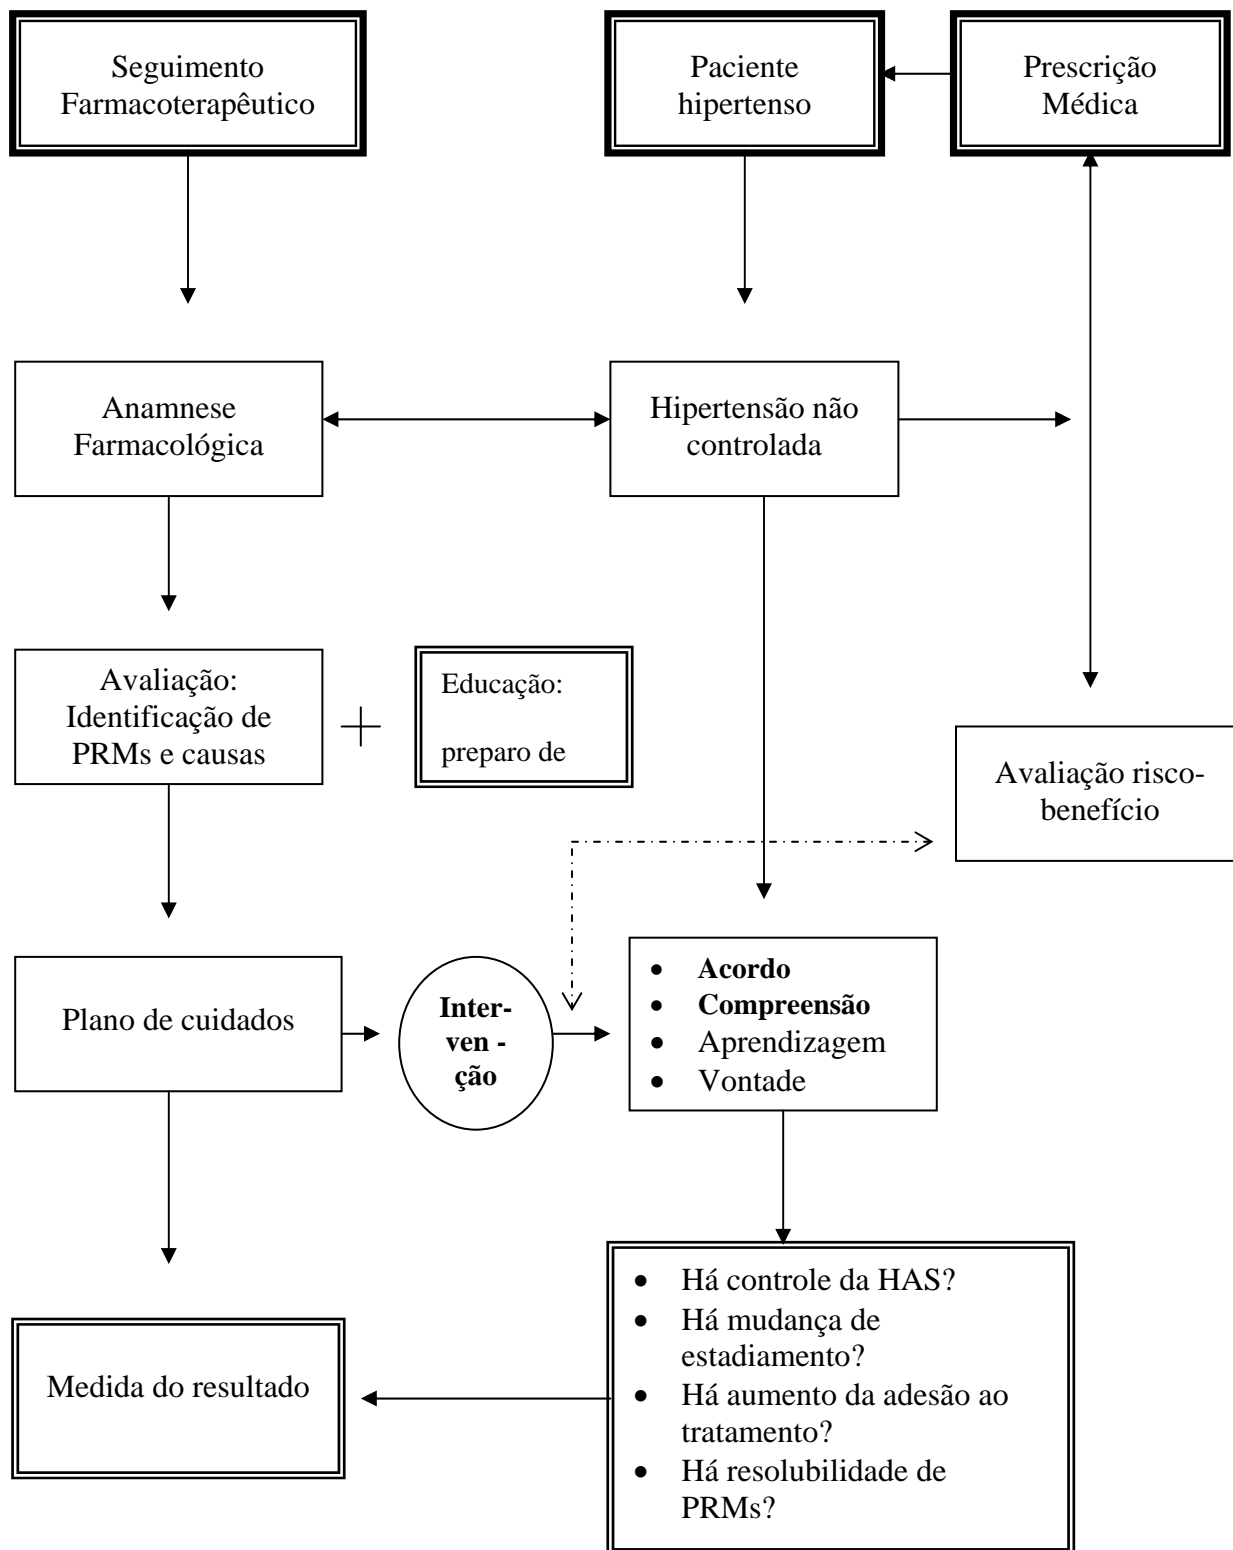 Seguimento
Farmacoterapêutico
Paciente
hipertenso
Prescrição
Médica
Anamnese
Farmacológica
Hipertensão não
controlada
Avaliação:
Identificação de
PRMs e causas
Educação:
preparo de
Avaliação risco-
benefício
Plano de cuidados
Inter-
ven -
ção
• Acordo
• Compreensão
• Aprendizagem
• Vontade
Medida do resultado
• Há controle da HAS?
• Há mudança de
estadiamento?
• Há aumento da adesão ao
tratamento?
• Há resolubilidade de
PRMs?